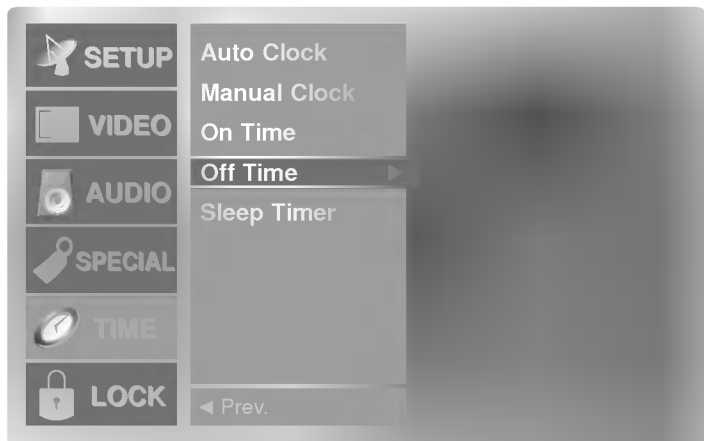 SETUP
VIDEO
AUDIO
SPECIAL
TIME
LOCK
Auto Clock
Manual Clock
On Time
Off Time ▶
Sleep Timer
◀ Prev.